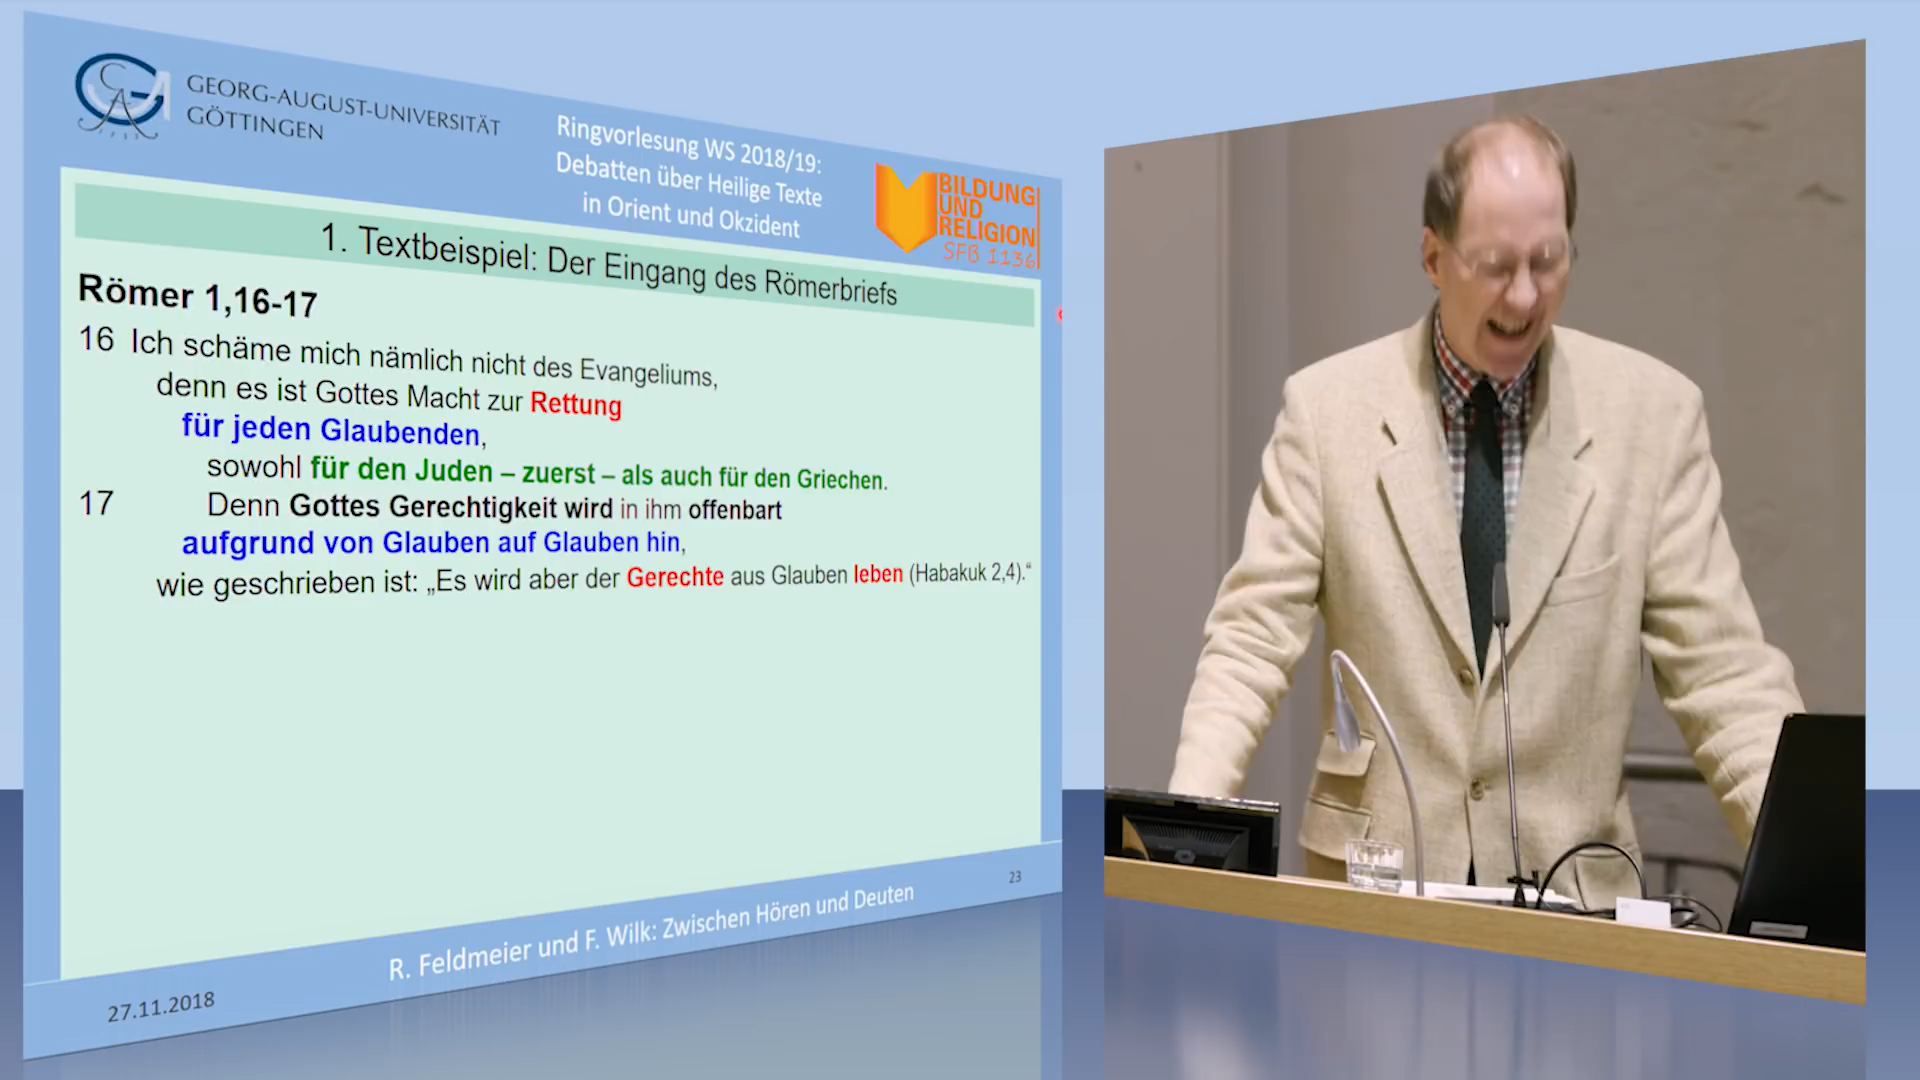 GEORG-AUGUST-UNIVERSITÄT
GÖTTINGEN
Ringvorlesung WS 2018/19:
Debatten über Heilige Texte
in Orient und Okzident
BILDUNG
UND
RELIGION
SFB 1136
1. Textbeispiel: Der Eingang des Römerbriefs
Römer 1,16-17
16 Ich schäme mich nämlich nicht des Evangeliums,
denn es ist Gottes Macht zur Rettung
für jeden Glaubenden,
sowohl für den Juden – zuerst – als auch für den Griechen.
17 Denn Gottes Gerechtigkeit wird in ihm offenbart
aufgrund von Glauben auf Glauben hin,
wie geschrieben ist: „Es wird aber der Gerechte aus Glauben leben (Habakuk 2,4).“
R. Feldmeier und F. Wilk: Zwischen Hören und Deuten
23
27.11.2018